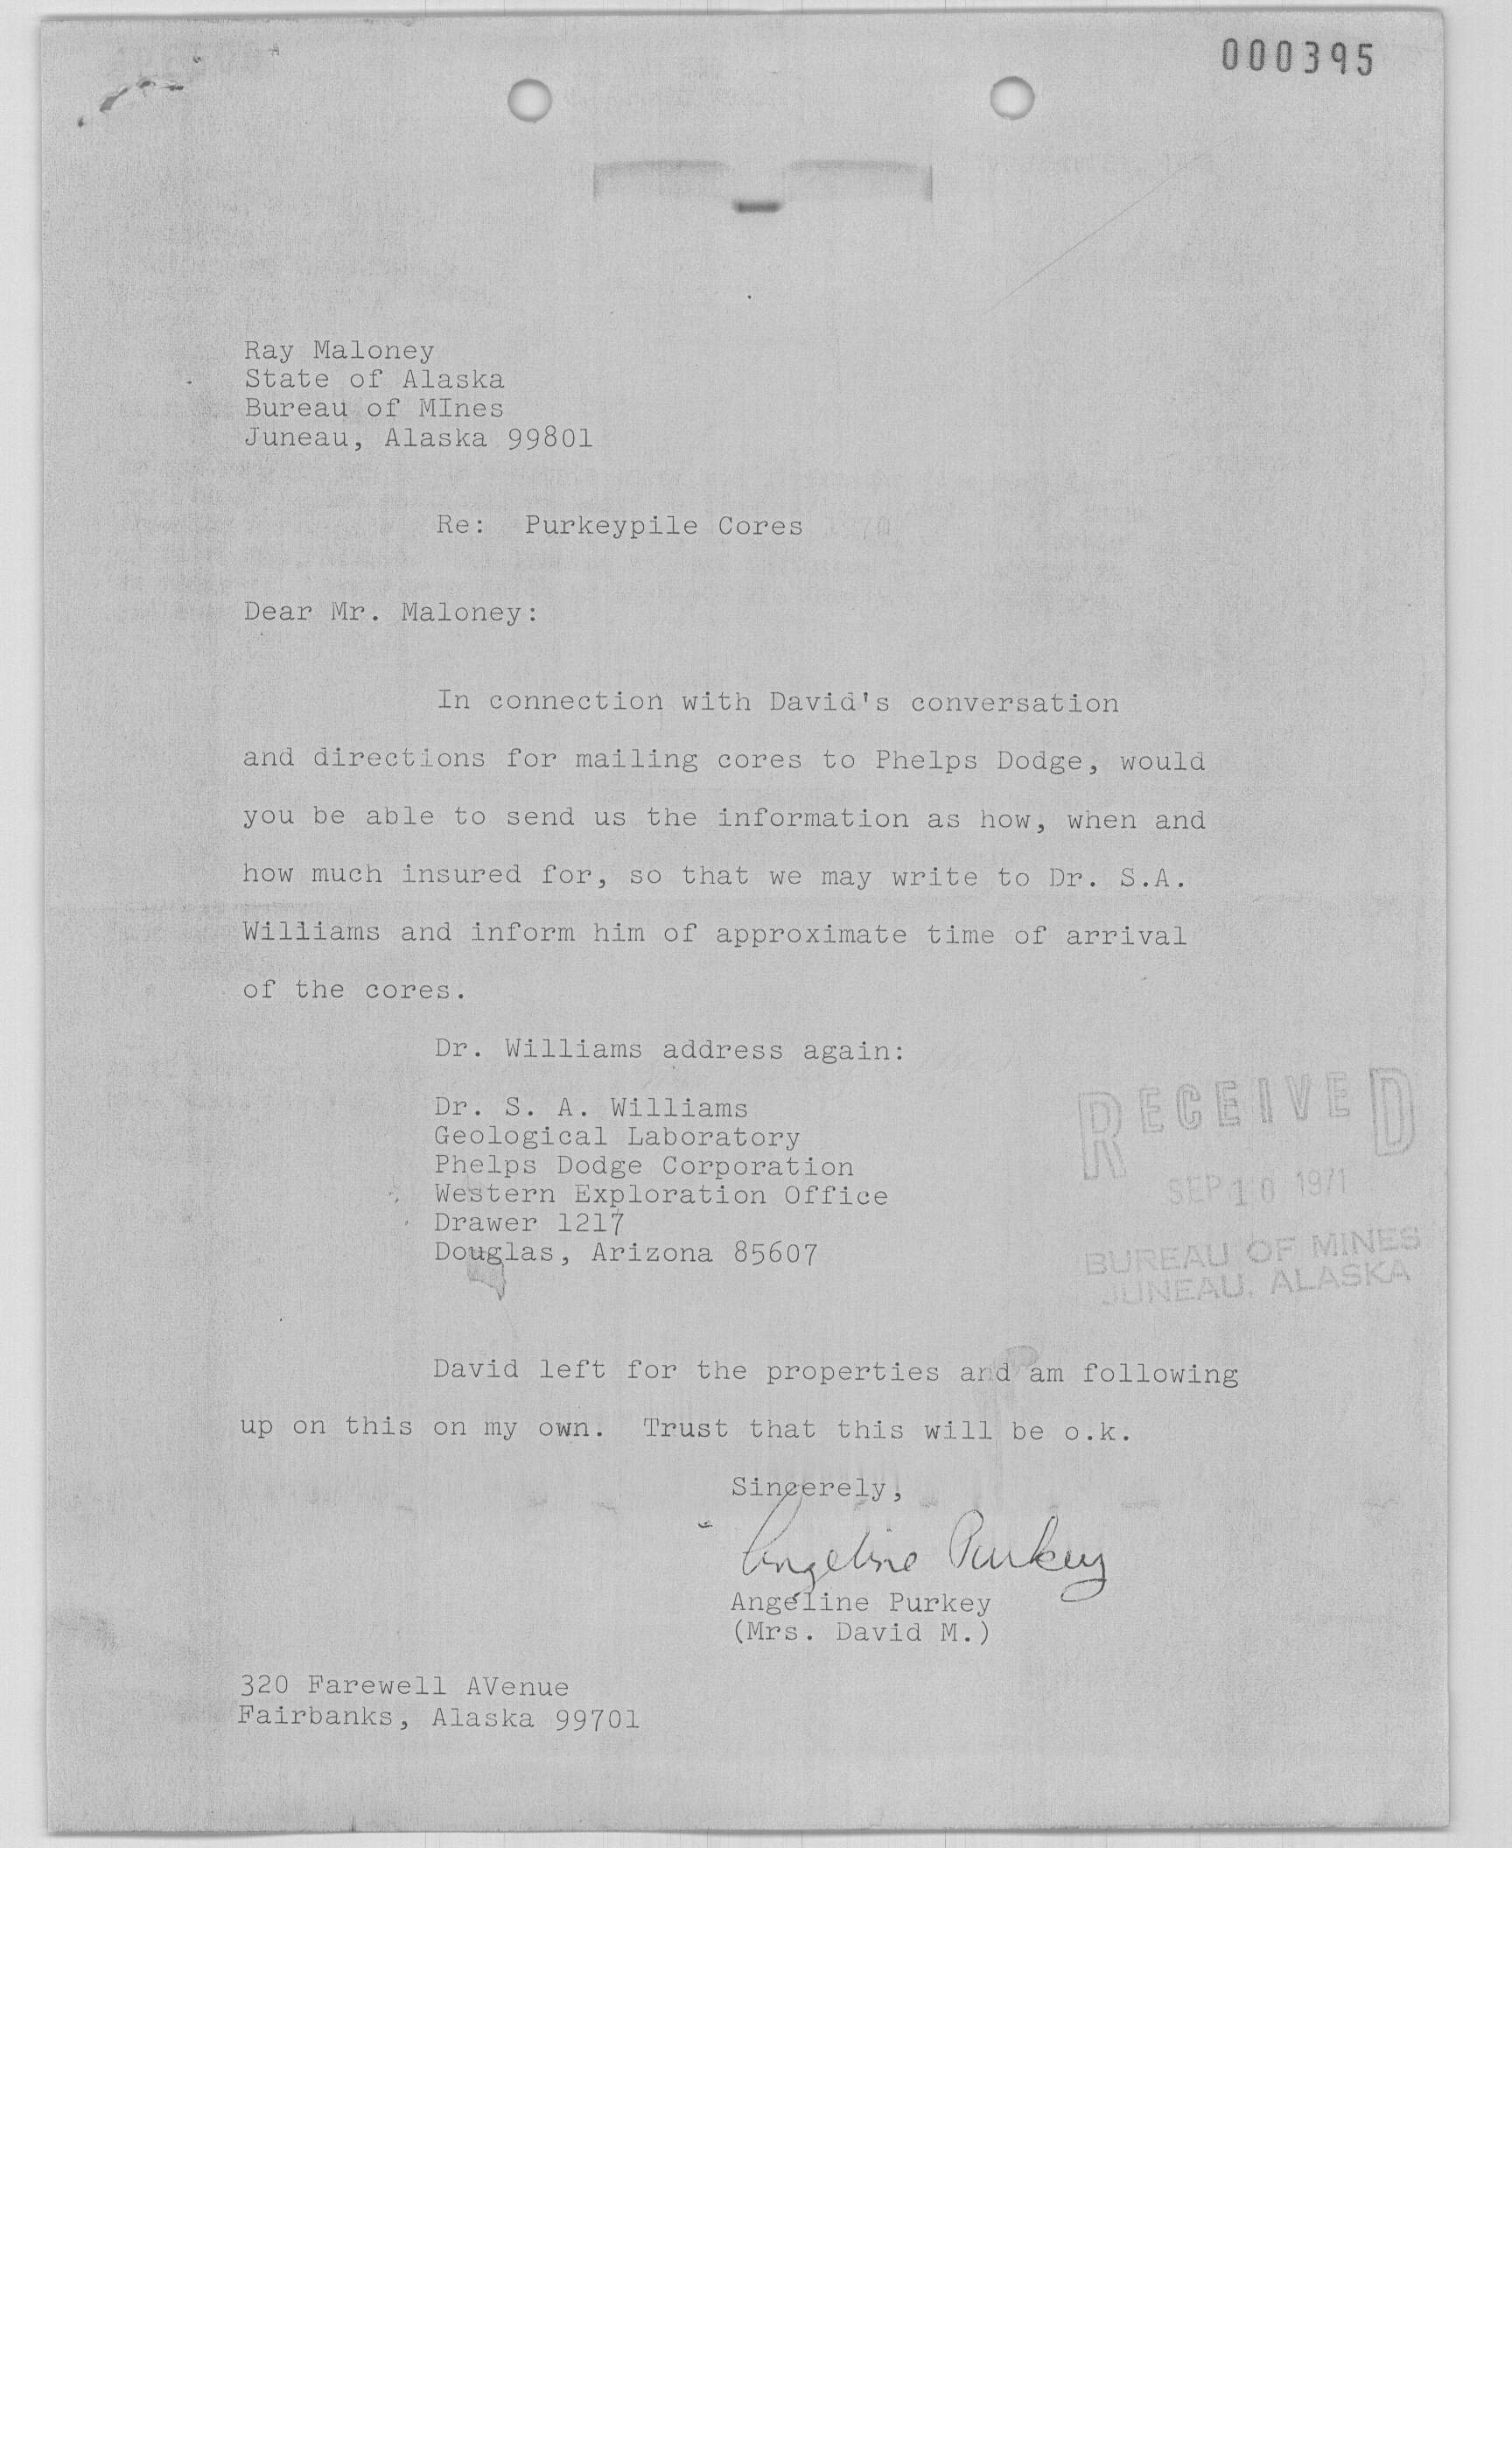 000395
Ray Maloney
State of Alaska
Bureau of MInes
Juneau, Alaska 99801
Re: Purkeypile Cores
Dear Mr. Maloney:
In connection with David's conversation
and directions for mailing cores to Phelps Dodge, would
you be able to send us the information as how, when and
how much insured for, so that we may write to Dr. S.A.
Williams and inform him of approximate time of arrival
of the cores.
Dr. Williams address again:
Dr. S. A. Williams
Geological Laboratory
Phelps Dodge Corporation
Western Exploration Office
Drawer 1217
Douglas, Arizona 85607
RECEIVED
SEP 10 1971
BUREAU OF MINES
JUNEAU, ALASKA
David left for the properties and am following
up on this on my own. Trust that this will be o.k.
Sincerely,
Angeline Purkey
Angeline Purkey
(Mrs. David M.)
320 Farewell AVenue
Fairbanks, Alaska 99701